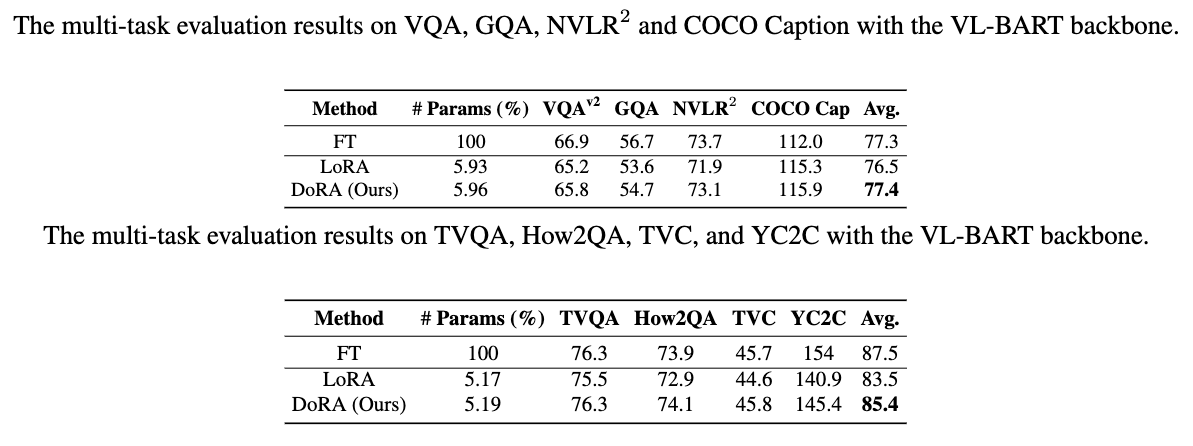 The multi-task evaluation results on VQA, GQA, NVLR² and COCO Caption with the VL-BART backbone.
Method # Params (%) VQAᵛ² GQA NVLR² COCO Cap Avg.
FT 100 66.9 56.7 73.7 112.0 77.3
LoRA 5.93 65.2 53.6 71.9 115.3 76.5
DoRA (Ours) 5.96 65.8 54.7 73.1 115.9 77.4
The multi-task evaluation results on TVQA, How2QA, TVC, and YC2C with the VL-BART backbone.
Method # Params (%) TVQA How2QA TVC YC2C Avg.
FT 100 76.3 73.9 45.7 154 87.5
LoRA 5.17 75.5 72.9 44.6 140.9 83.5
DoRA (Ours) 5.19 76.3 74.1 45.8 145.4 85.4